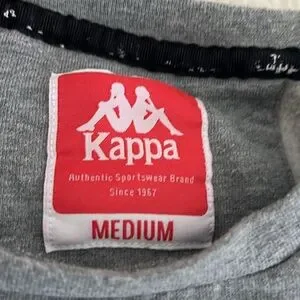 Kappa
Authentic Sportswear Brand
Since 1967
MEDIUM